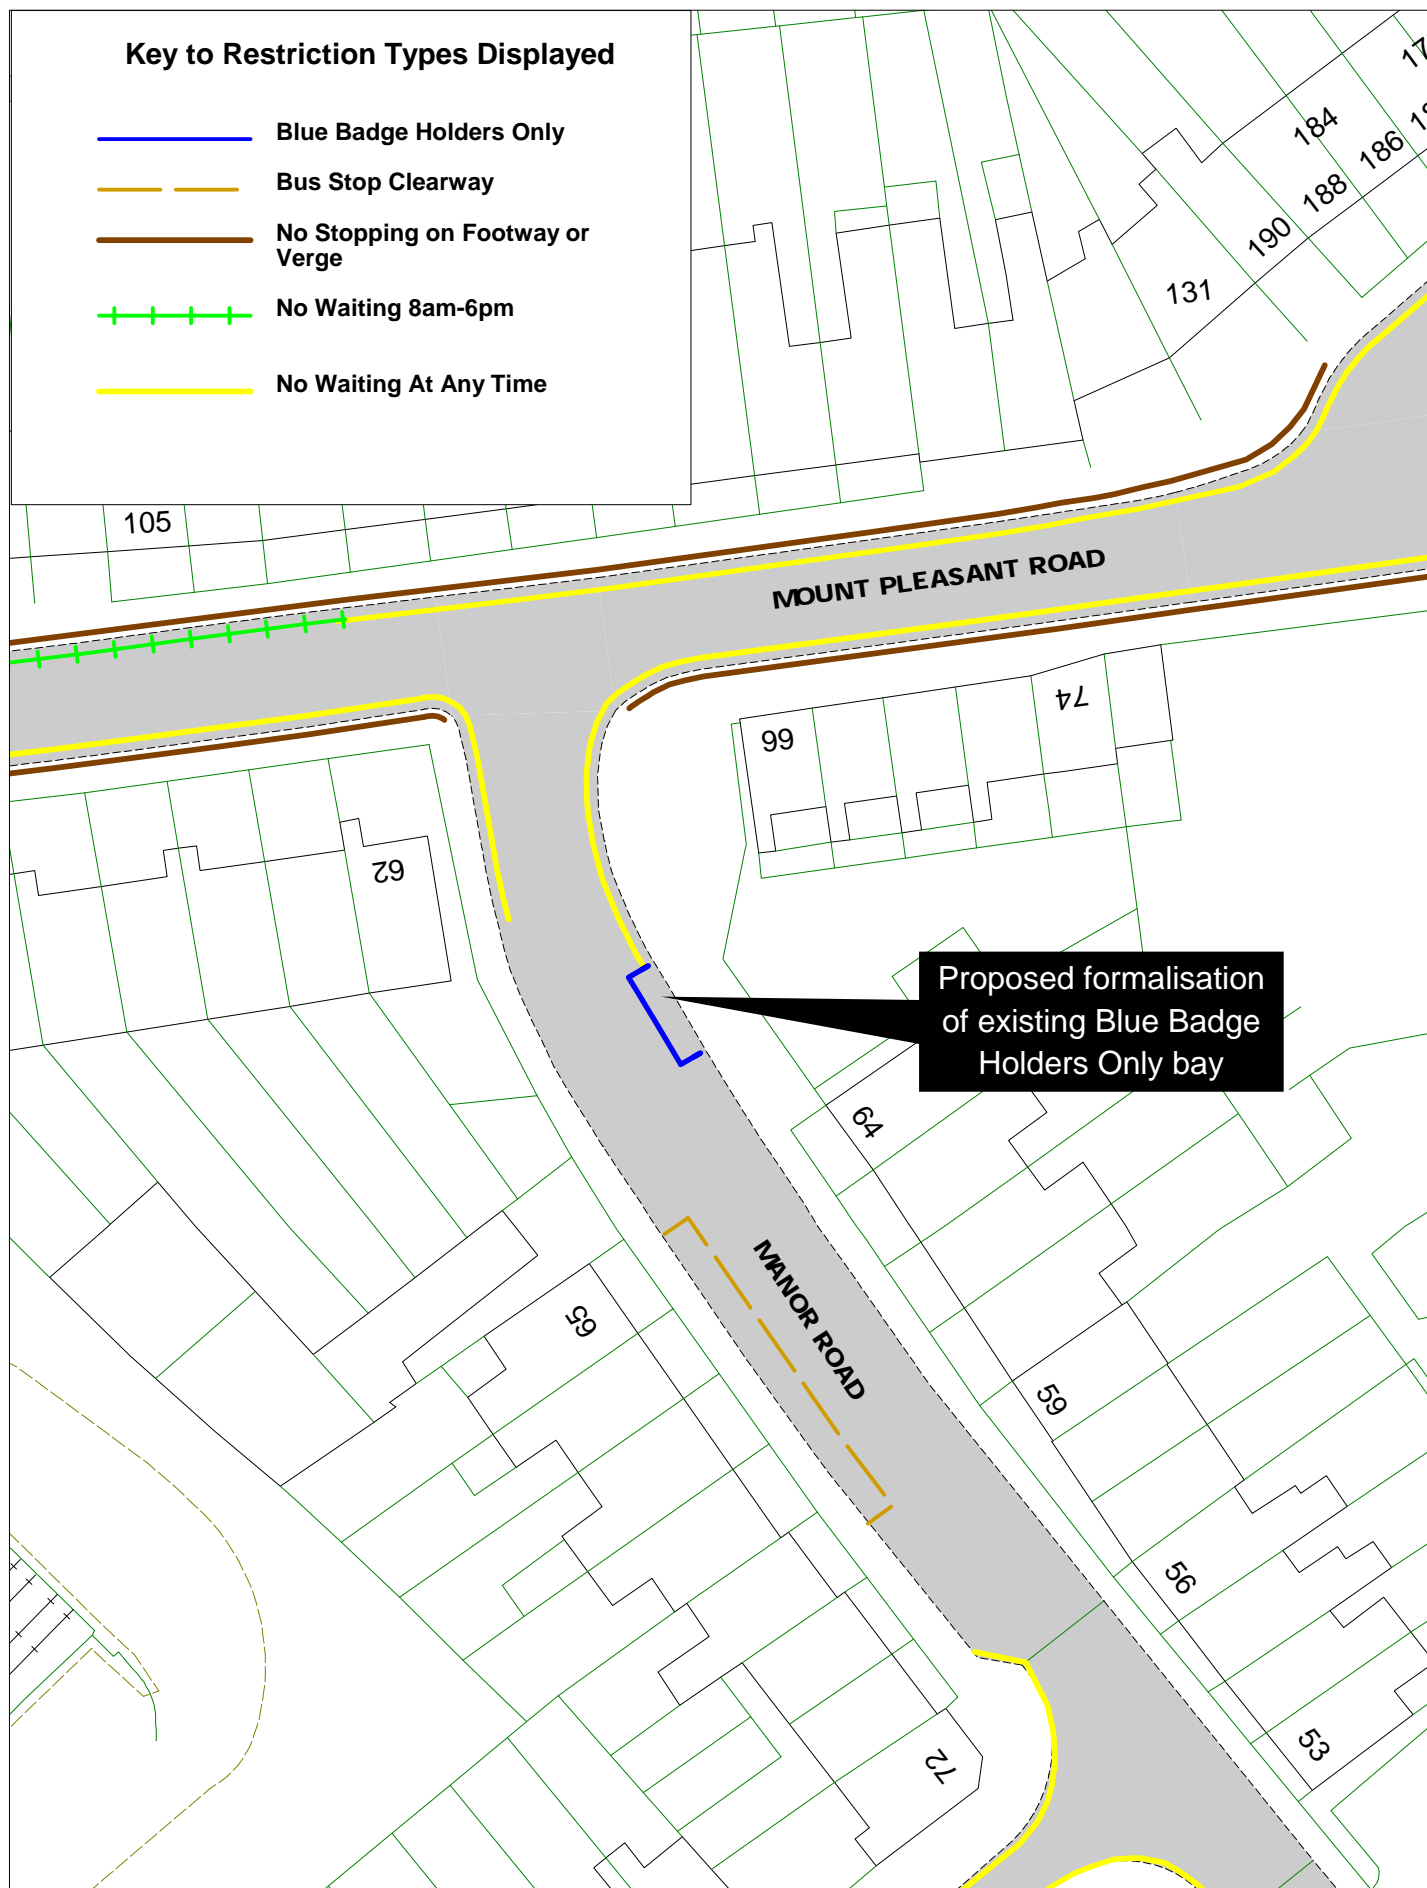 Key to Restriction Types Displayed
Blue Badge Holders Only
Bus Stop Clearway
No Stopping on Footway or
Verge
No Waiting 8am-6pm
No Waiting At Any Time
184
186
188
190
131
105
MOUNT PLEASANT ROAD
74
66
62
Proposed formalisation
of existing Blue Badge
Holders Only bay
64
MANOR ROAD
65
59
56
53
72